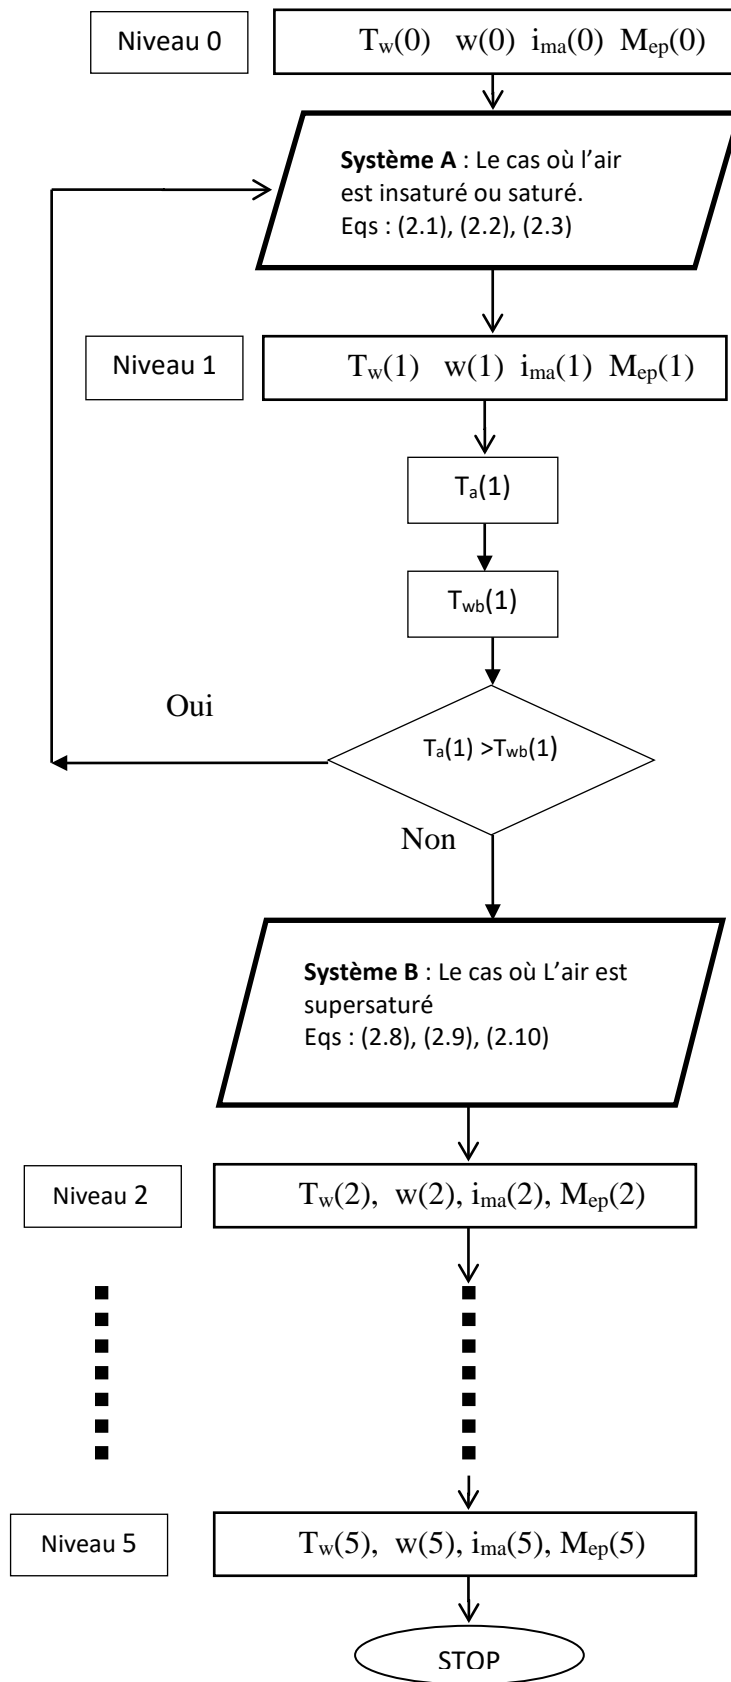 Niveau 0
Tw(0) w(0) ima(0) Mep(0)
Système A : Le cas où l'air
est insaturé ou saturé.
Eqs : (2.1), (2.2), (2.3)
Niveau 1
Tw(1) w(1) ima(1) Mep(1)
Ta(1)
Twb(1)
Oui
Ta(1) >Twb(1)
Non
Système B : Le cas où L'air est
supersaturé
Eqs : (2.8), (2.9), (2.10)
Niveau 2
Tw(2), w(2), ima(2), Mep(2)
Niveau 5
Tw(5), w(5), ima(5), Mep(5)
STOP